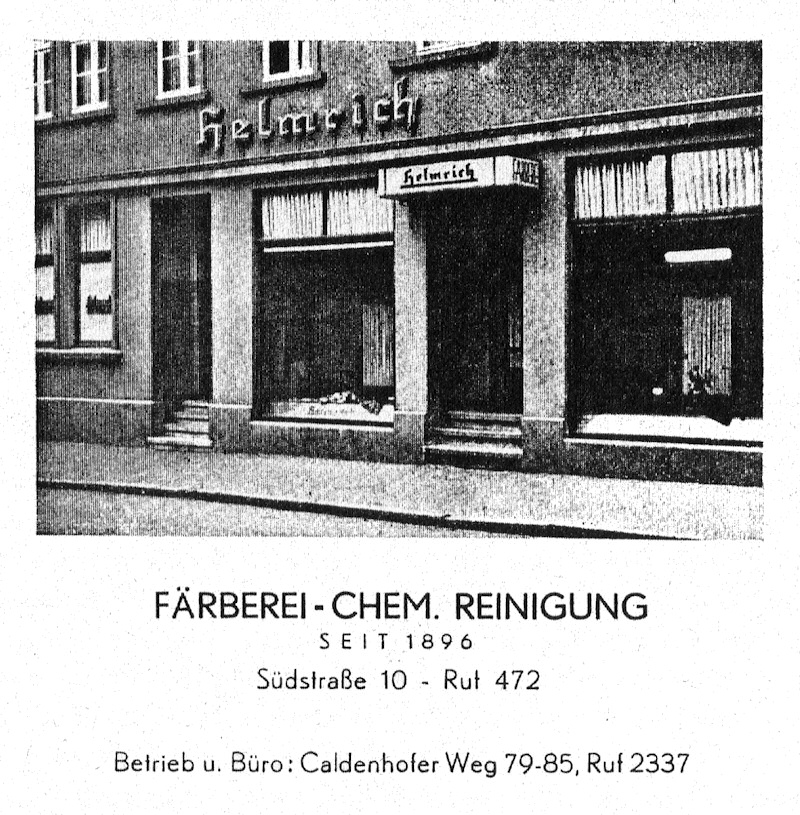 Helmrich
Helmrich
Helmrich
FÄRBEREI - CHEM. REINIGUNG
SEIT 1896
Südstraße 10 - Ruf 472
Betrieb u. Büro: Caldenhofer Weg 79-85, Ruf 2337